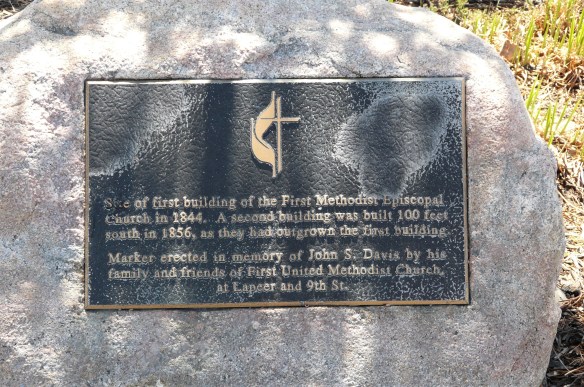 Site of first building of the First Methodist Episcopal
Church in 1844. A second building was built 100 feet
south in 1856, as they had outgrown the first building.
Marker erected in memory of John S. Davis by his
family and friends of First United Methodist Church,
at Lapeer and 9th St.